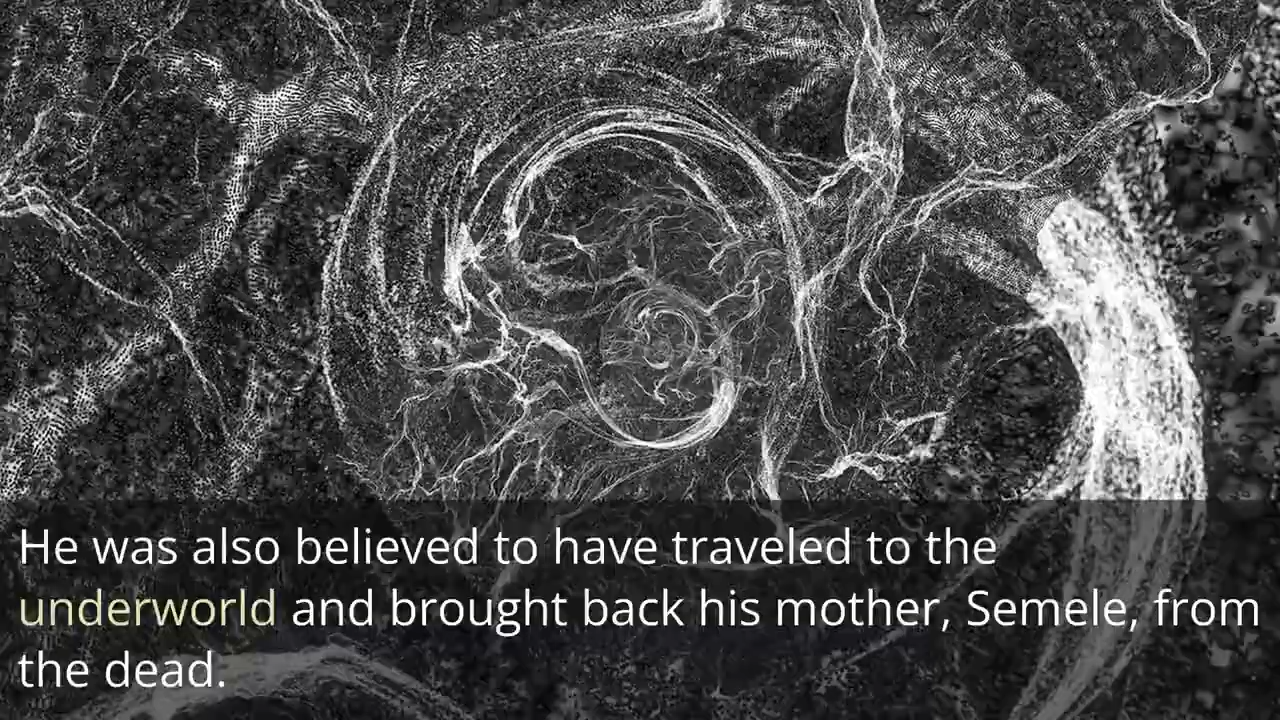 He was also believed to have traveled to the
underworld and brought back his mother, Semele, from
the dead.